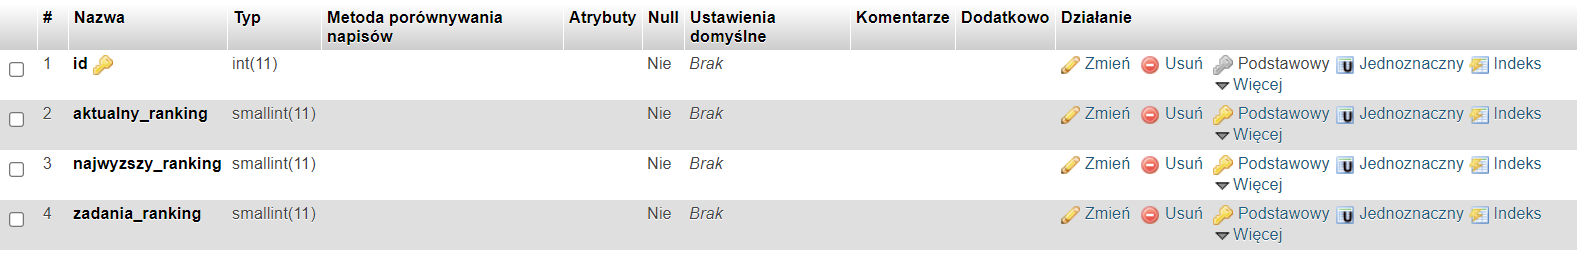 # Nazwa Typ Metoda porównywania napisów Atrybuty Null Ustawienia domyślne Komentarze Dodatkowo Działanie
1 id int(11) Nie Brak Zmień Usuń Podstawowy U Jednoznaczny Indeks
Więcej
2 aktualny_ranking smallint(11) Nie Brak Zmień Usuń Podstawowy U Jednoznaczny Indeks
Więcej
3 najwyzszy_ranking smallint(11) Nie Brak Zmień Usuń Podstawowy U Jednoznaczny Indeks
Więcej
4 zadania_ranking smallint(11) Nie Brak Zmień Usuń Podstawowy U Jednoznaczny Indeks
Więcej